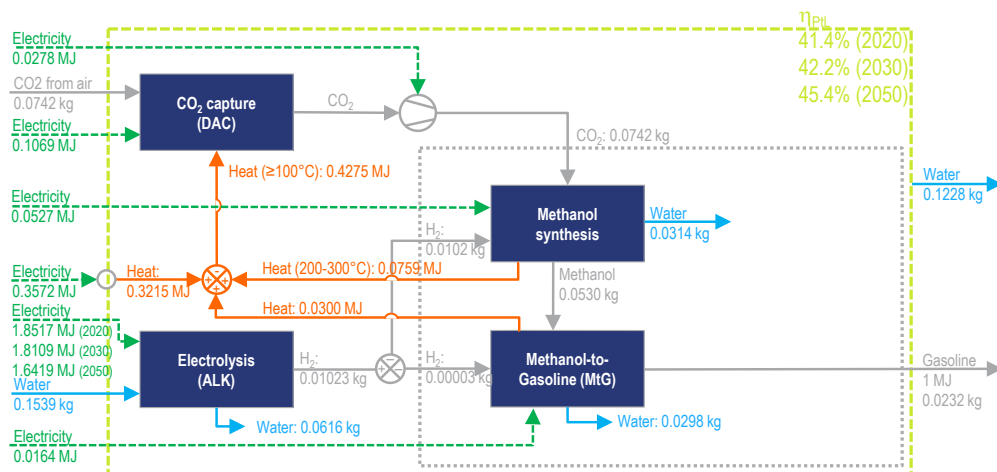 η PtL
41.4% (2020)
42.2% (2030)
45.4% (2050)
Electricity
0.0278 MJ
CO2 from air
0.0742 kg
Electricity
0.1069 MJ
CO₂ capture
(DAC)
CO₂
CO₂: 0.0742 kg
Heat (≥100°C): 0.4275 MJ
Water
0.1228 kg
Electricity
0.0527 MJ
H₂:
0.0102 kg
Methanol
synthesis
Water
0.0314 kg
Electricity
0.3572 MJ
Heat:
0.3215 MJ
Heat (200-300°C): 0.0759 MJ
Methanol
0.0530 kg
Heat: 0.0300 MJ
Electricity
1.8517 MJ (2020)
1.8109 MJ (2030)
1.6419 MJ (2050)
Water
0.1539 kg
Electrolysis
(ALK)
H₂:
0.01023 kg
H₂:
0.00003 kg
Methanol-to-
Gasoline (MtG)
Gasoline
1 MJ
0.0232 kg
Water: 0.0616 kg
Water: 0.0298 kg
Electricity
0.0164 MJ